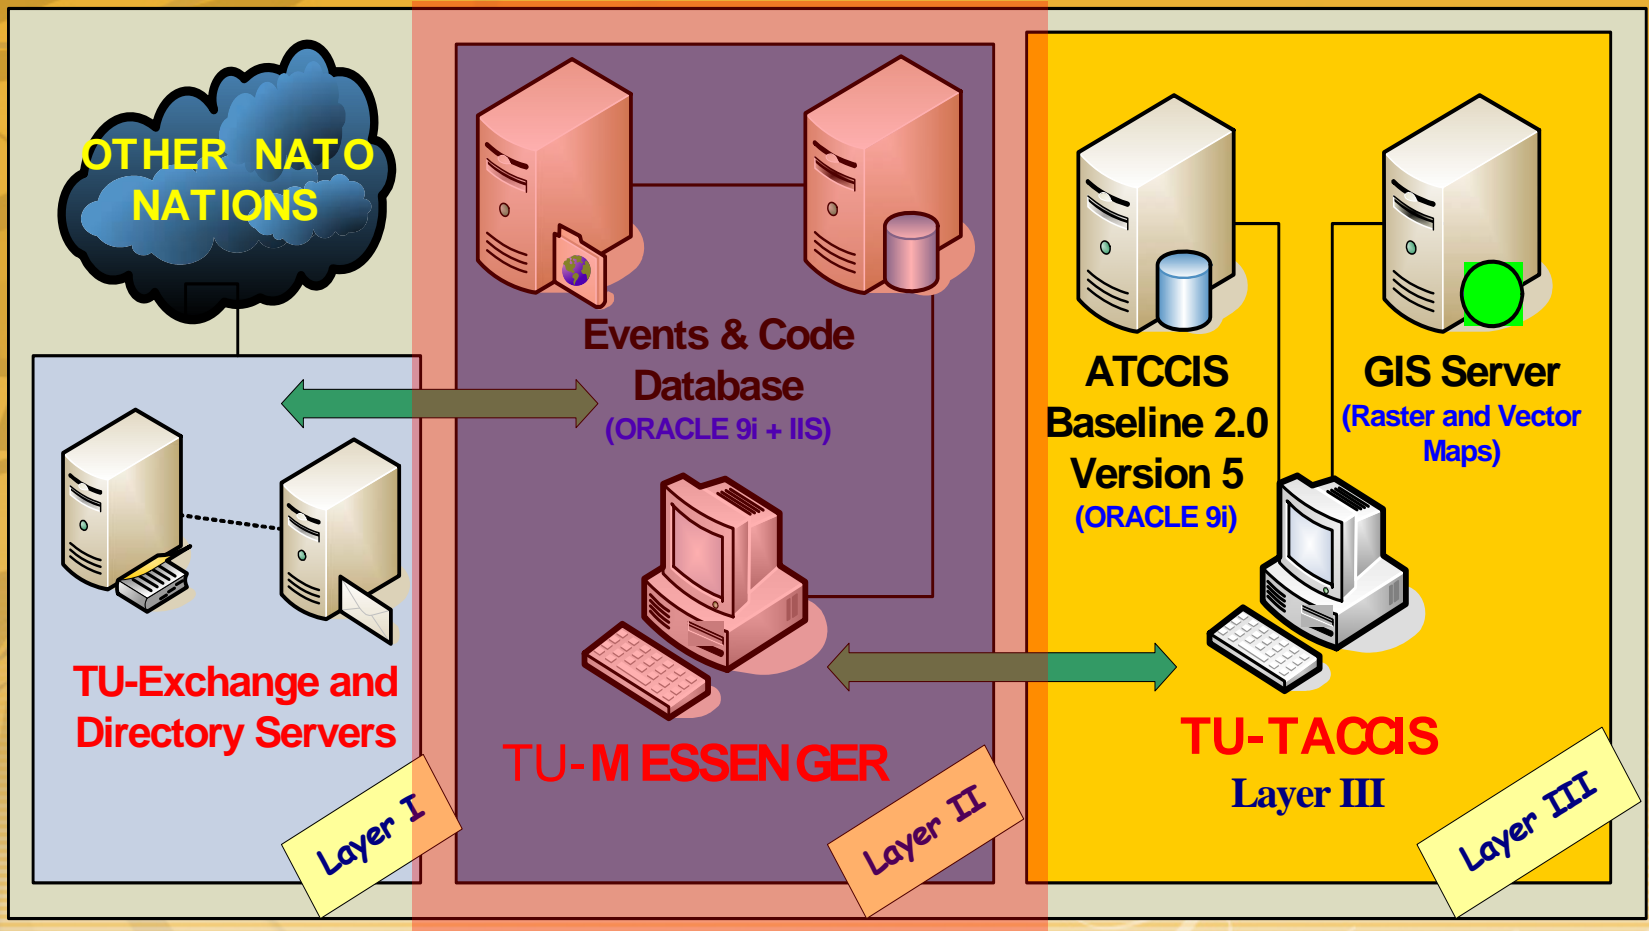 OTHER NATO
NATIONS
TU-Exchange and
Directory Servers
Layer I
Events & Code
Database
(ORACLE 9i + IIS)
TU-MESSENGER
Layer II
ATCCIS
Baseline 2.0
Version 5
(ORACLE 9i)
GIS Server
(Raster and Vector
Maps)
TU-TACCIS
Layer III
Layer III